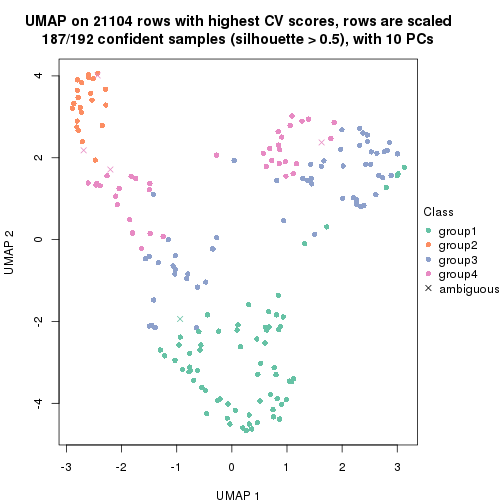 UMAP on 21104 rows with highest CV scores, rows are scaled
187/192 confident samples (silhouette > 0.5), with 10 PCs
4
2
0
-2
-4
UMAP 2
-3
-2
-1
0
1
2
3
UMAP 1
Class
group1
group2
group3
group4
ambiguous